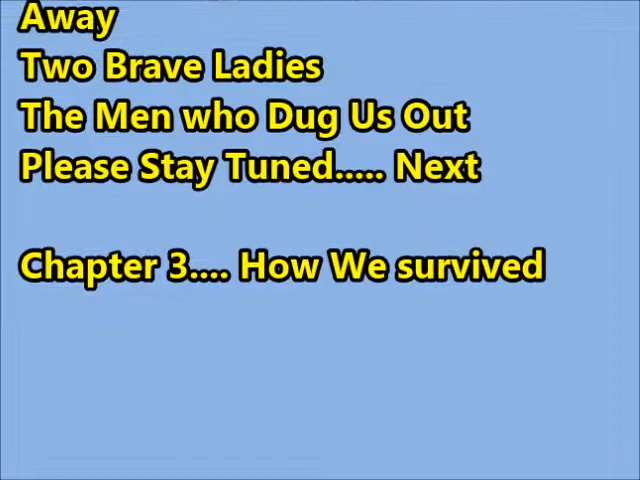 Away
Two Brave Ladies
The Men who Dug Us Out
Please Stay Tuned..... Next
Chapter 3.... How We survived